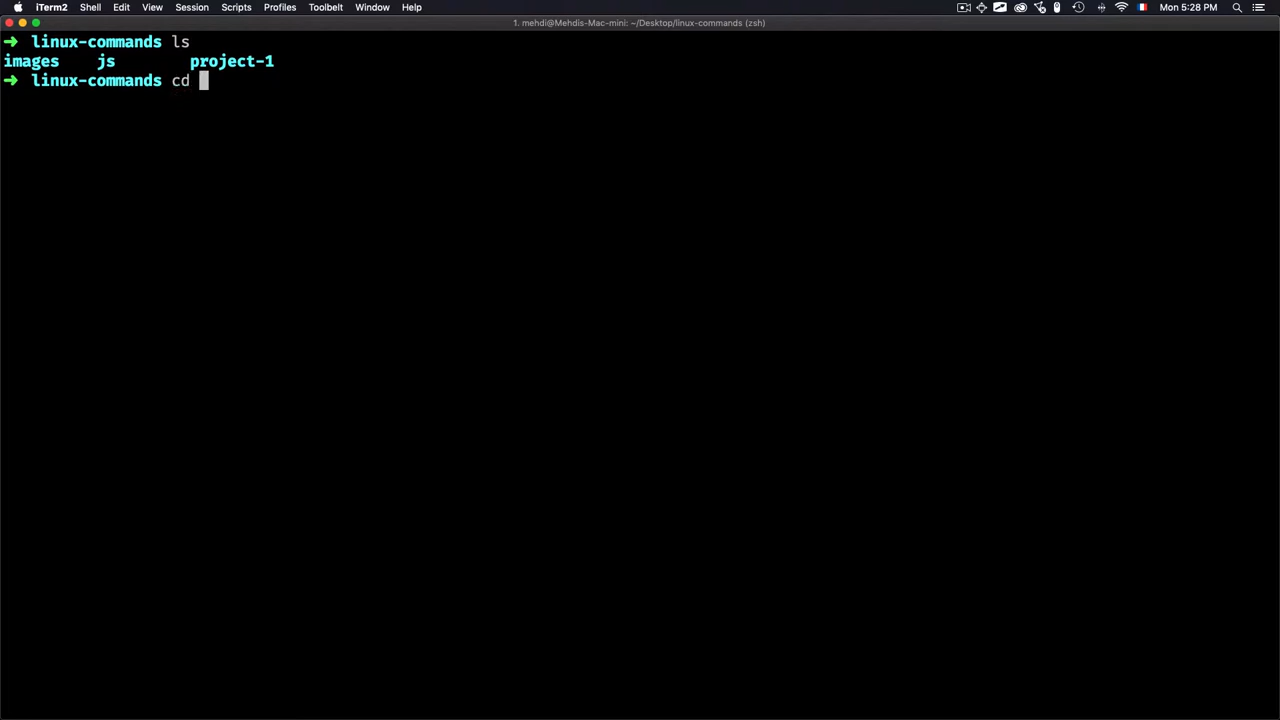 iTerm2 Shell Edit View Session Scripts Profiles Toolbelt Window Help Mon 5:28 PM
1. mehdi@Mehdis-Mac-mini: ~/Desktop/linux-commands (zsh)
➜ linux-commands ls
images js project-1
➜ linux-commands cd